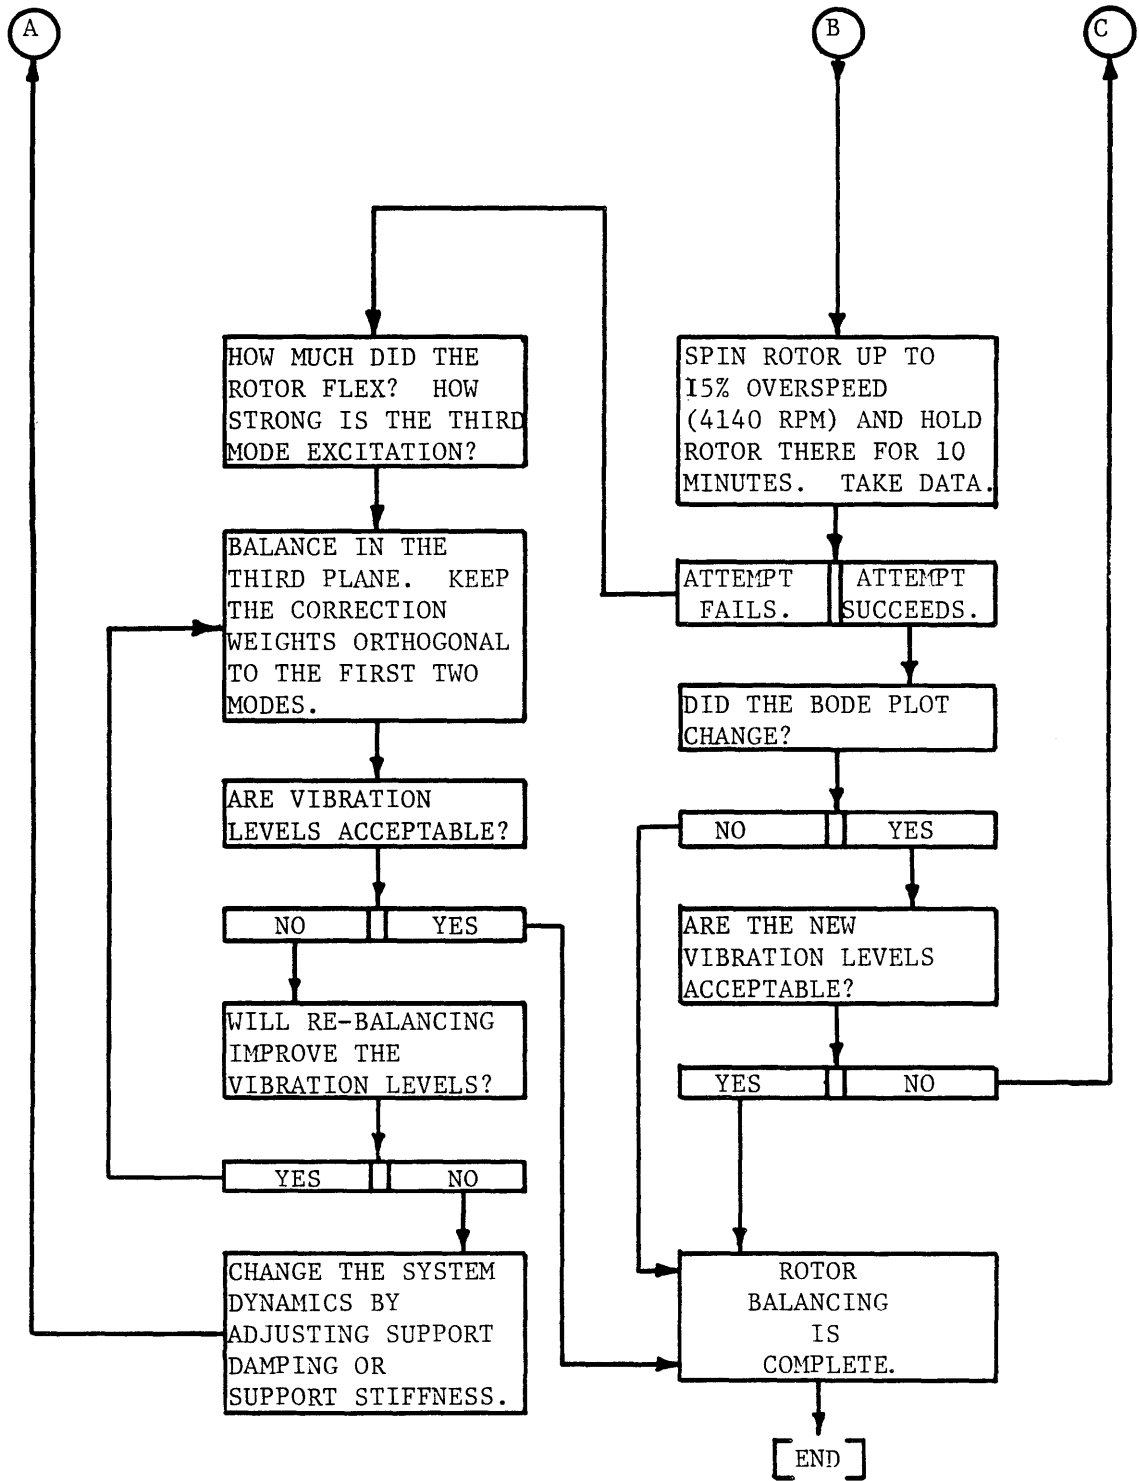 A
B
C
HOW MUCH DID THE
ROTOR FLEX? HOW
STRONG IS THE THIRD
MODE EXCITATION?
BALANCE IN THE
THIRD PLANE. KEEP
THE CORRECTION
WEIGHTS ORTHOGONAL
TO THE FIRST TWO
MODES.
ARE VIBRATION
LEVELS ACCEPTABLE?
NO YES
WILL RE-BALANCING
IMPROVE THE
VIBRATION LEVELS?
YES NO
CHANGE THE SYSTEM
DYNAMICS BY
ADJUSTING SUPPORT
DAMPING OR
SUPPORT STIFFNESS.
SPIN ROTOR UP TO
15% OVERSPEED
(4140 RPM) AND HOLD
ROTOR THERE FOR 10
MINUTES. TAKE DATA.
ATTEMPT
FAILS.
ATTEMPT
SUCCEEDS.
DID THE BODE PLOT
CHANGE?
NO YES
ARE THE NEW
VIBRATION LEVELS
ACCEPTABLE?
YES NO
ROTOR
BALANCING
IS
COMPLETE.
[END]